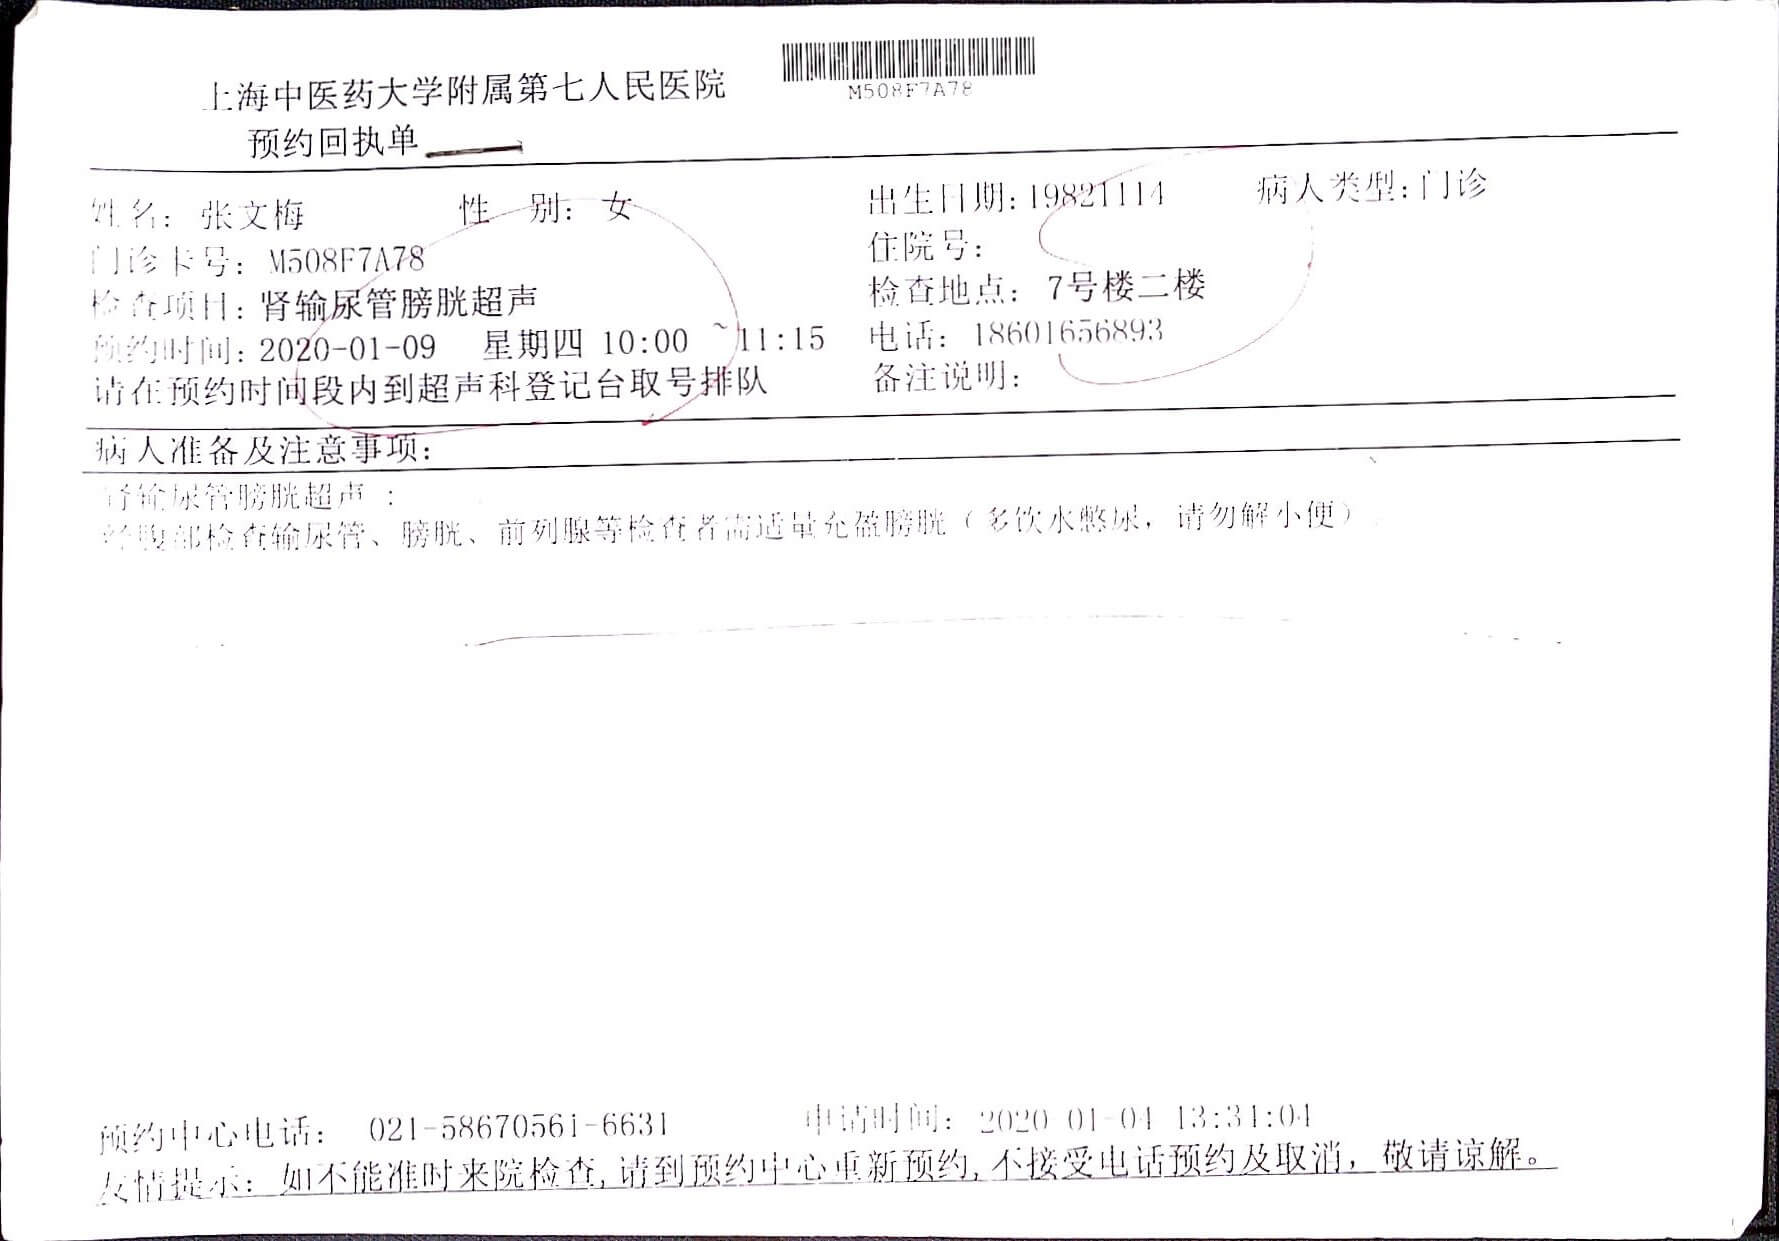 上海中医药大学附属第七人民医院
M508F7A78
预约回执单
姓名: 张文梅 性 别: 女 出生日期:19821114 病人类型:门诊
门诊卡号: M508F7A78 住院号:
检查项目: 肾输尿管膀胱超声 检查地点: 7号楼二楼
预约时间: 2020-01-09 星期四 10:00 ~11:15 电话: 18601656893
请在预约时间段内到超声科登记台取号排队 备注说明:
病人准备及注意事项:
肾输尿管膀胱超声 :
经腹部检查输尿管、膀胱、前列腺等检查者需适量充盈膀胱(多饮水憋尿, 请勿解小便)
预约中心电话: 021-58670561-6631 申请时间: 2020-01-04 13:31:04
友情提示: 如不能准时来院检查,请到预约中心重新预约,不接受电话预约及取消, 敬请谅解。